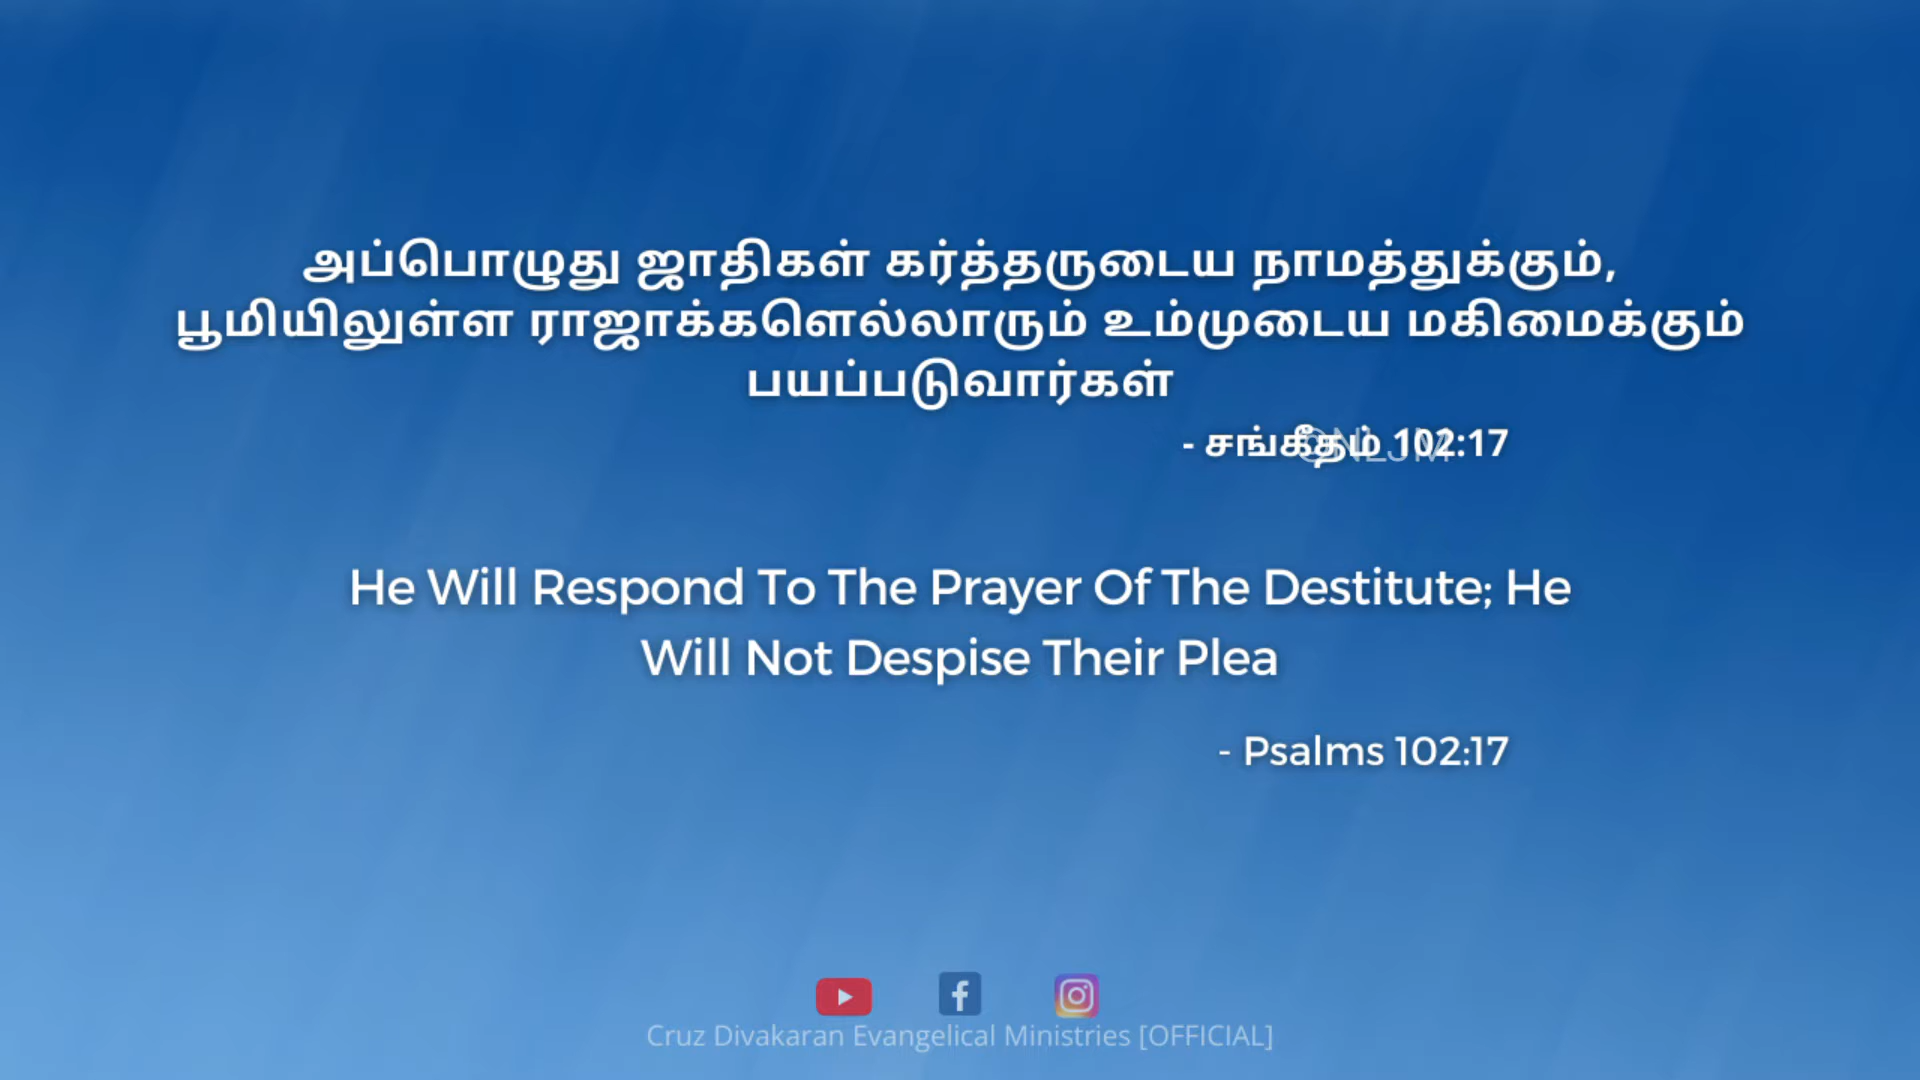 அப்பொழுது ஜாதிகள் கர்த்தருடைய நாமத்துக்கும்,
பூமியிலுள்ள ராஜாக்களெல்லாரும் உம்முடைய மகிமைக்கும்
பயப்படுவார்கள்
- சங்கீதம் 102:17
He Will Respond To The Prayer Of The Destitute; He
Will Not Despise Their Plea
- Psalms 102:17
Cruz Divakaran Evangelical Ministries [OFFICIAL]